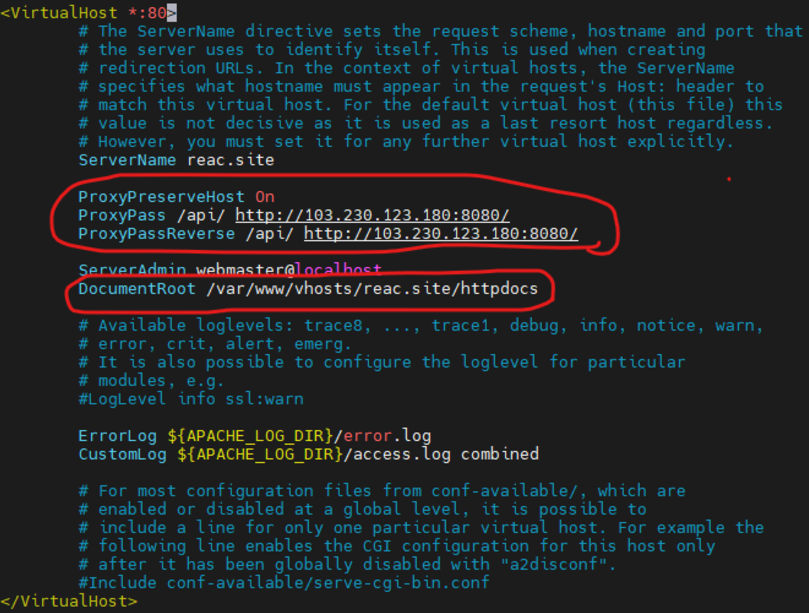 <VirtualHost *:80>
# The ServerName directive sets the request scheme, hostname and port that
# the server uses to identify itself. This is used when creating
# redirection URLs. In the context of virtual hosts, the ServerName
# specifies what hostname must appear in the request's Host: header to
# match this virtual host. For the default virtual host (this file) this
# value is not decisive as it is used as a last resort host regardless.
# However, you must set it for any further virtual host explicitly.
ServerName reac.site
ProxyPreserveHost On
ProxyPass /api/ http://103.230.123.180:8080/
ProxyPassReverse /api/ http://103.230.123.180:8080/
ServerAdmin webmaster@localhost
DocumentRoot /var/www/vhosts/reac.site/httpdocs
# Available loglevels: trace8, ..., trace1, debug, info, notice, warn,
# error, crit, alert, emerg.
# It is also possible to configure the loglevel for particular
# modules, e.g.
#LogLevel info ssl:warn
ErrorLog ${APACHE_LOG_DIR}/error.log
CustomLog ${APACHE_LOG_DIR}/access.log combined
# For most configuration files from conf-available/, which are
# enabled or disabled at a global level, it is possible to
# include a line for only one particular virtual host. For example the
# following line enables the CGI configuration for this host only
# after it has been globally disabled with "a2disconf".
#Include conf-available/serve-cgi-bin.conf
</VirtualHost>